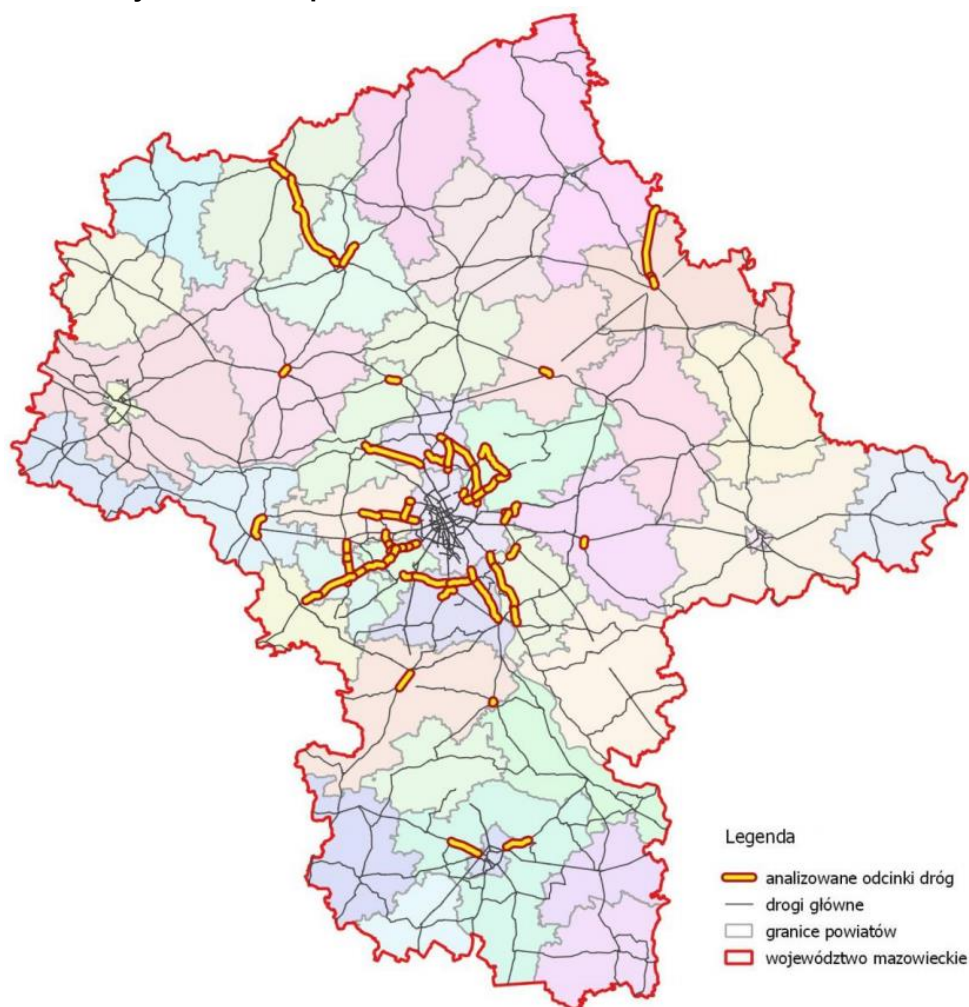 Legenda
analizowane odcinki dróg
drogi główne
granice powiatów
województwo mazowieckie